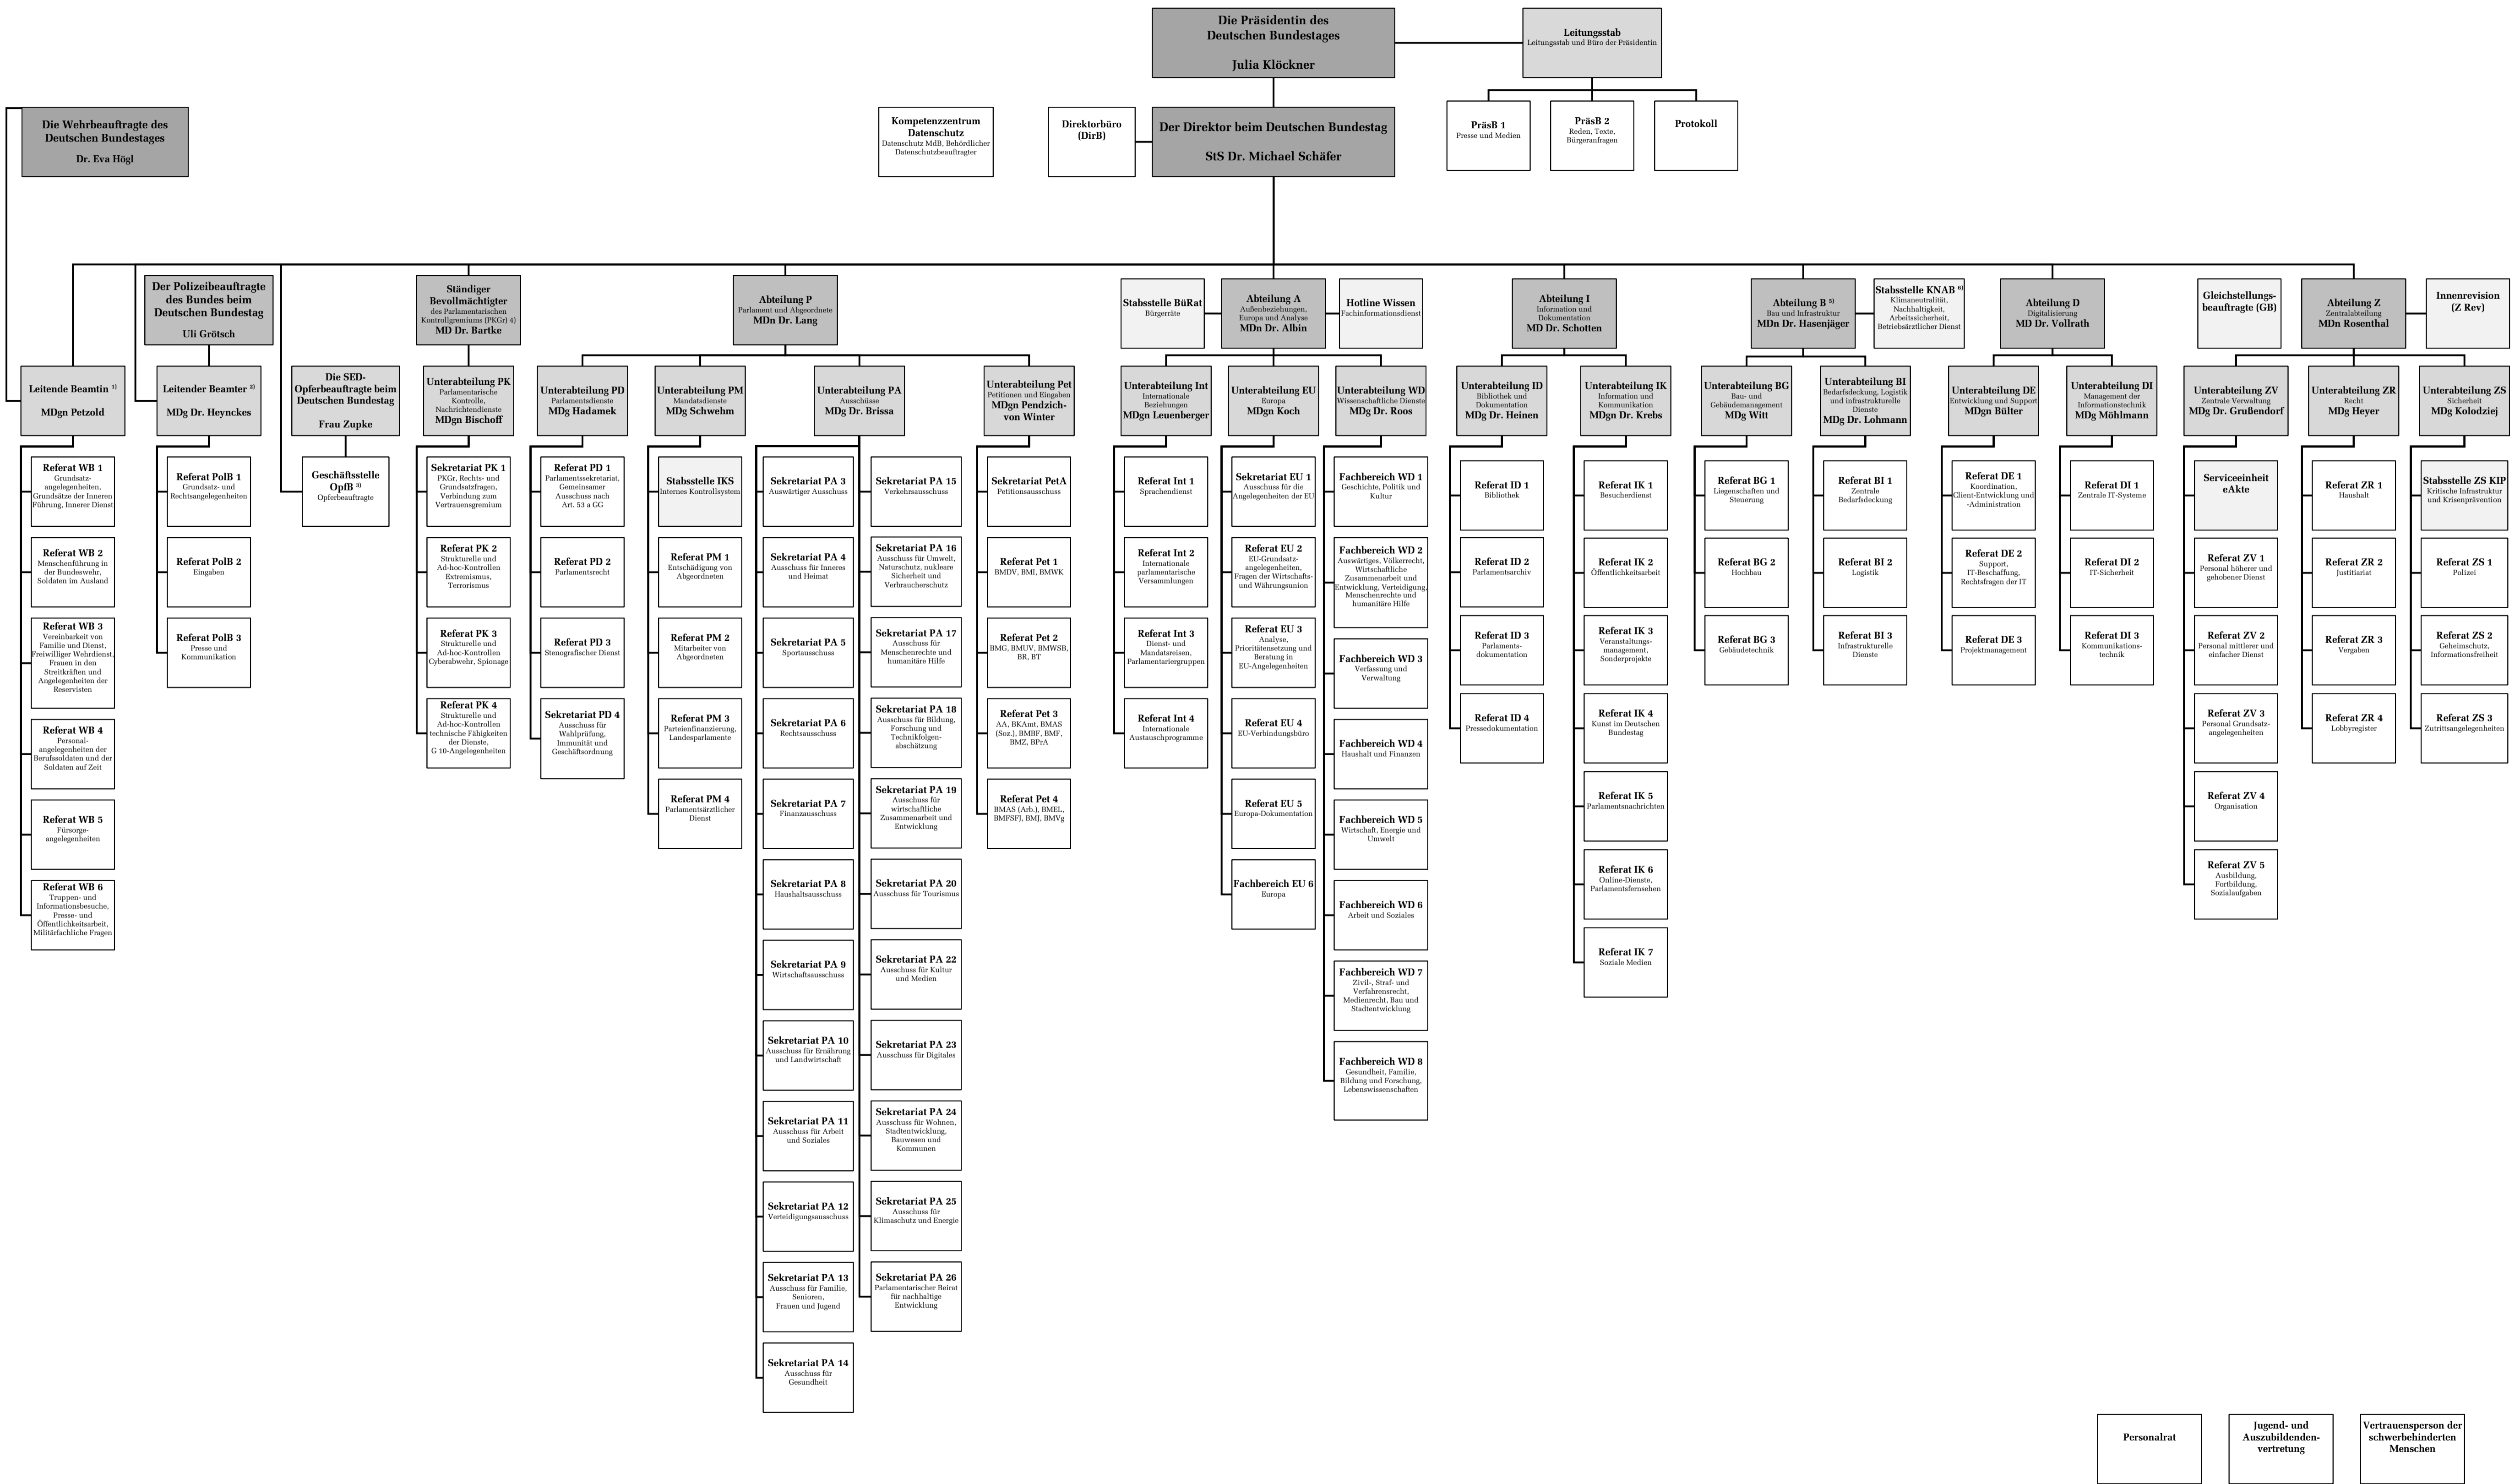 Die Präsidentin des
Deutschen Bundestages
Julia Klöckner
Leitungsstab
Leitungsstab und Büro der Präsidentin
Die Wehrbeauftragte des
Deutschen Bundestages
Dr. Eva Högl
Kompetenzzentrum
Datenschutz
Datenschutz MdB, Behördlicher
Datenschutzbeauftragter
Direktorbüro
(DirB)
Der Direktor beim Deutschen Bundestag
StS Dr. Michael Schäfer
PräsB 1
Presse und Medien
PräsB 2
Reden, Texte,
Bürgeranfragen
Protokoll
Der Polizeibeauftragte
des Bundes beim
Deutschen Bundestag
Uli Grötsch
Ständiger
Bevollmächtigter
des Parlamentarischen
Kontrollgremiums (PKGr) 4)
MD Dr. Bartke
Abteilung P
Parlament und Abgeordnete
MDn Dr. Lang
Stabsstelle BüRat
Bürgerräte
Abteilung A
Außenbeziehungen,
Europa und Analyse
MDn Dr. Albin
Hotline Wissen
Fachinformationsdienst
Abteilung I
Information und
Dokumentation
MD Dr. Schotten
Abteilung B 5)
Bau und Infrastruktur
MDn Dr. Hasenjäger
Stabsstelle KNAB 6)
Klimaneutralität,
Nachhaltigkeit,
Arbeitssicherheit,
Betriebsärztlicher Dienst
Abteilung D
Digitalisierung
MD Dr. Vollrath
Gleichstellungs-
beauftragte (GB)
Abteilung Z
Zentralabteilung
MDn Rosenthal
Innenrevision
(Z Rev)
Leitende Beamtin 1)
MDgn Petzold
Leitender Beamter 2)
MDg Dr. Heynckes
Die SED-
Opferbeauftragte beim
Deutschen Bundestag
Frau Zupke
Unterabteilung PK
Parlamentarische
Kontrolle,
Nachrichtendienste
MDgn Bischoff
Unterabteilung PD
Parlamentsdienste
MDg Hadamek
Unterabteilung PM
Mandatsdienste
MDg Schwehm
Unterabteilung PA
Ausschüsse
MDg Dr. Brissa
Unterabteilung Pet
Petitionen und Eingaben
MDgn Pendzich-
von Winter
Unterabteilung Int
Internationale
Beziehungen
MDgn Leuenberger
Unterabteilung EU
Europa
MDgn Koch
Unterabteilung WD
Wissenschaftliche Dienste
MDg Dr. Roos
Unterabteilung ID
Bibliothek und
Dokumentation
MDg Dr. Heinen
Unterabteilung IK
Information und
Kommunikation
MDgn Dr. Krebs
Unterabteilung BG
Bau- und
Gebäudemanagement
MDg Witt
Unterabteilung BI
Bedarfsdeckung, Logistik
und infrastrukturelle
Dienste
MDg Dr. Lohmann
Unterabteilung DE
Entwicklung und Support
MDgn Bülter
Unterabteilung DI
Management der
Informationstechnik
MDg Möhlmann
Unterabteilung ZV
Zentrale Verwaltung
MDg Dr. Grußendorf
Unterabteilung ZR
Recht
MDg Heyer
Unterabteilung ZS
Sicherheit
MDg Kolodziej
Referat WB 1
Grundsatz-
angelegenheiten,
Grundsätze der Inneren
Führung, Innerer Dienst
Referat WB 2
Menschenführung in
der Bundeswehr,
Soldaten im Ausland
Referat WB 3
Vereinbarkeit von
Familie und Dienst,
Freiwilliger Wehrdienst,
Frauen in den
Streitkräften und
Angelegenheiten der
Reservisten
Referat WB 4
Personal-
angelegenheiten der
Berufssoldaten und der
Soldaten auf Zeit
Referat WB 5
Fürsorge-
angelegenheiten
Referat WB 6
Truppen- und
Informationsbesuche,
Presse- und
Öffentlichkeitsarbeit,
Militärfachliche Fragen
Referat PolB 1
Grundsatz- und
Rechtsangelegenheiten
Referat PolB 2
Eingaben
Referat PolB 3
Presse und
Kommunikation
Geschäftsstelle
OpfB 3)
Opferbeauftragte
Sekretariat PK 1
PKGr, Rechts- und
Grundsatzfragen,
Verbindung zum
Vertrauensgremium
Referat PK 2
Strukturelle und
Ad-hoc-Kontrollen
Extremismus,
Terrorismus
Referat PK 3
Strukturelle und
Ad-hoc-Kontrollen
Cyberabwehr, Spionage
Referat PK 4
Strukturelle und
Ad-hoc-Kontrollen
technische Fähigkeiten
der Dienste,
G 10-Angelegenheiten
Referat PD 1
Parlamentssekretariat,
Gemeinsamer
Ausschuss nach
Art. 53 a GG
Referat PD 2
Parlamentsrecht
Referat PD 3
Stenografischer Dienst
Sekretariat PD 4
Ausschuss für
Wahlprüfung,
Immunität und
Geschäftsordnung
Stabsstelle IKS
Internes Kontrollsystem
Referat PM 1
Entschädigung von
Abgeordneten
Referat PM 2
Mitarbeiter von
Abgeordneten
Referat PM 3
Parteienfinanzierung,
Landesparlamente
Referat PM 4
Parlamentsärztlicher
Dienst
Sekretariat PA 3
Auswärtiger Ausschuss
Sekretariat PA 4
Ausschuss für Inneres
und Heimat
Sekretariat PA 5
Sportausschuss
Sekretariat PA 6
Rechtsausschuss
Sekretariat PA 7
Finanzausschuss
Sekretariat PA 8
Haushaltsausschuss
Sekretariat PA 9
Wirtschaftsausschuss
Sekretariat PA 10
Ausschuss für Ernährung
und Landwirtschaft
Sekretariat PA 11
Ausschuss für Arbeit
und Soziales
Sekretariat PA 12
Verteidigungsausschuss
Sekretariat PA 13
Ausschuss für Familie,
Senioren,
Frauen und Jugend
Sekretariat PA 14
Ausschuss für
Gesundheit
Sekretariat PA 15
Verkehrsausschuss
Sekretariat PA 16
Ausschuss für Umwelt,
Naturschutz, nukleare
Sicherheit und
Verbraucherschutz
Sekretariat PA 17
Ausschuss für
Menschenrechte und
humanitäre Hilfe
Sekretariat PA 18
Ausschuss für Bildung,
Forschung und
Technikfolgen-
abschätzung
Sekretariat PA 19
Ausschuss für
wirtschaftliche
Zusammenarbeit und
Entwicklung
Sekretariat PA 20
Ausschuss für Tourismus
Sekretariat PA 22
Ausschuss für Kultur
und Medien
Sekretariat PA 23
Ausschuss für Digitales
Sekretariat PA 24
Ausschuss für Wohnen,
Stadtentwicklung,
Bauwesen und
Kommunen
Sekretariat PA 25
Ausschuss für
Klimaschutz und Energie
Sekretariat PA 26
Parlamentarischer Beirat
für nachhaltige
Entwicklung
Sekretariat PetA
Petitionsausschuss
Referat Pet 1
BMDV, BMI, BMWK
Referat Pet 2
BMG, BMUV, BMWSB,
BR, BT
Referat Pet 3
AA, BKAmt, BMAS
(Soz.), BMBF, BMF,
BMZ, BPrA
Referat Pet 4
BMAS (Arb.), BMEL,
BMFSFJ, BMJ, BMVg
Referat Int 1
Sprachendienst
Referat Int 2
Internationale
parlamentarische
Versammlungen
Referat Int 3
Dienst- und
Mandatsreisen,
Parlamentariergruppen
Referat Int 4
Internationale
Austauschprogramme
Sekretariat EU 1
Ausschuss für die
Angelegenheiten der EU
Referat EU 2
EU-Grundsatz-
angelegenheiten,
Fragen der Wirtschafts-
und Währungsunion
Referat EU 3
Analyse,
Prioritätensetzung und
Beratung in
EU-Angelegenheiten
Referat EU 4
EU-Verbindungsbüro
Referat EU 5
Europa-Dokumentation
Fachbereich EU 6
Europa
Fachbereich WD 1
Geschichte, Politik und
Kultur
Fachbereich WD 2
Auswärtiges, Völkerrecht,
Wirtschaftliche
Zusammenarbeit und
Entwicklung, Verteidigung,
Menschenrechte und
humanitäre Hilfe
Fachbereich WD 3
Verfassung und
Verwaltung
Fachbereich WD 4
Haushalt und Finanzen
Fachbereich WD 5
Wirtschaft, Energie und
Umwelt
Fachbereich WD 6
Arbeit und Soziales
Fachbereich WD 7
Zivil-, Straf- und
Verfahrensrecht,
Medienrecht, Bau und
Stadtentwicklung
Fachbereich WD 8
Gesundheit, Familie,
Bildung und Forschung,
Lebenswissenschaften
Referat ID 1
Bibliothek
Referat ID 2
Parlamentsarchiv
Referat ID 3
Parlaments-
dokumentation
Referat ID 4
Pressedokumentation
Referat IK 1
Besucherdienst
Referat IK 2
Öffentlichkeitsarbeit
Referat IK 3
Veranstaltungs-
management,
Sonderprojekte
Referat IK 4
Kunst im Deutschen
Bundestag
Referat IK 5
Parlamentsnachrichten
Referat IK 6
Online-Dienste,
Parlamentsfernsehen
Referat IK 7
Soziale Medien
Referat BG 1
Liegenschaften und
Steuerung
Referat BG 2
Hochbau
Referat BG 3
Gebäudetechnik
Referat BI 1
Zentrale
Bedarfsdeckung
Referat BI 2
Logistik
Referat BI 3
Infrastrukturelle
Dienste
Referat DE 1
Koordination,
Client-Entwicklung und
-Administration
Referat DE 2
Support,
IT-Beschaffung,
Rechtsfragen der IT
Referat DE 3
Projektmanagement
Referat DI 1
Zentrale IT-Systeme
Referat DI 2
IT-Sicherheit
Referat DI 3
Kommunikations-
technik
Serviceeinheit
eAkte
Referat ZV 1
Personal höherer und
gehobener Dienst
Referat ZV 2
Personal mittlerer und
einfacher Dienst
Referat ZV 3
Personal Grundsatz-
angelegenheiten
Referat ZV 4
Organisation
Referat ZV 5
Ausbildung,
Fortbildung,
Sozialaufgaben
Referat ZR 1
Haushalt
Referat ZR 2
Justitiariat
Referat ZR 3
Vergaben
Referat ZR 4
Lobbyregister
Stabsstelle ZS KIP
Kritische Infrastruktur
und Krisenprävention
Referat ZS 1
Polizei
Referat ZS 2
Geheimschutz,
Informationsfreiheit
Referat ZS 3
Zutrittsangelegenheiten
Personalrat
Jugend- und
Auszubildenden-
vertretung
Vertrauensperson der
schwerbehinderten
Menschen